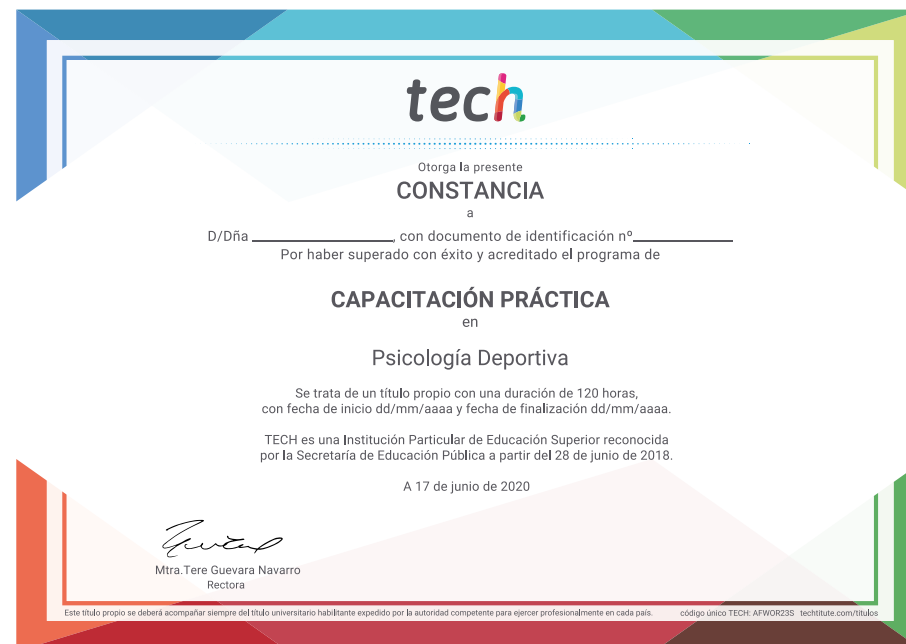 tech
Otorga la presente
CONSTANCIA
a
D/Dña ________________, con documento de identificación nº____________
Por haber superado con éxito y acreditado el programa de
CAPACITACIÓN PRÁCTICA
en
Psicología Deportiva
Se trata de un título propio con una duración de 120 horas,
con fecha de inicio dd/mm/aaaa y fecha de finalización dd/mm/aaaa.
TECH es una Institución Particular de Educación Superior reconocida
por la Secretaría de Educación Pública a partir del 28 de junio de 2018.
A 17 de junio de 2020
Mtra.Tere Guevara Navarro
Rectora
Este título propio se deberá acompañar siempre del título universitario habilitante expedido por la autoridad competente para ejercer profesionalmente en cada país. código único TECH: AFWOR23S techtitute.com/titulos